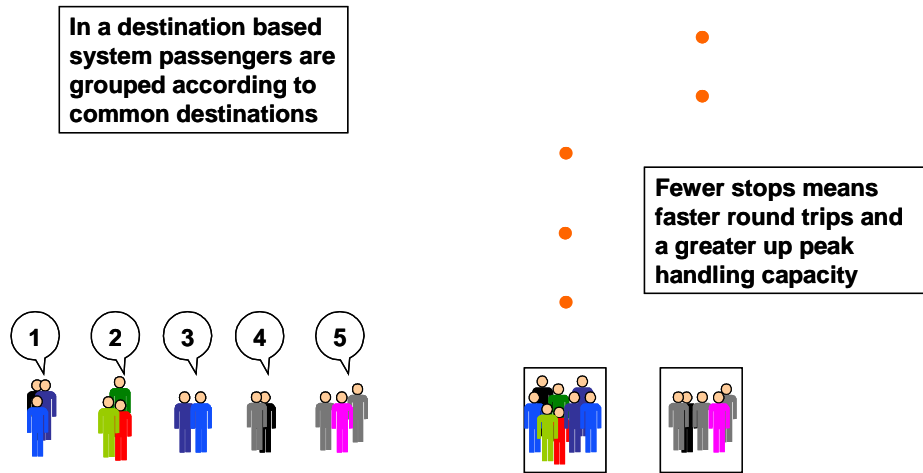 In a destination based
system passengers are
grouped according to
common destinations
Fewer stops means
faster round trips and
a greater up peak
handling capacity
1
2
3
4
5